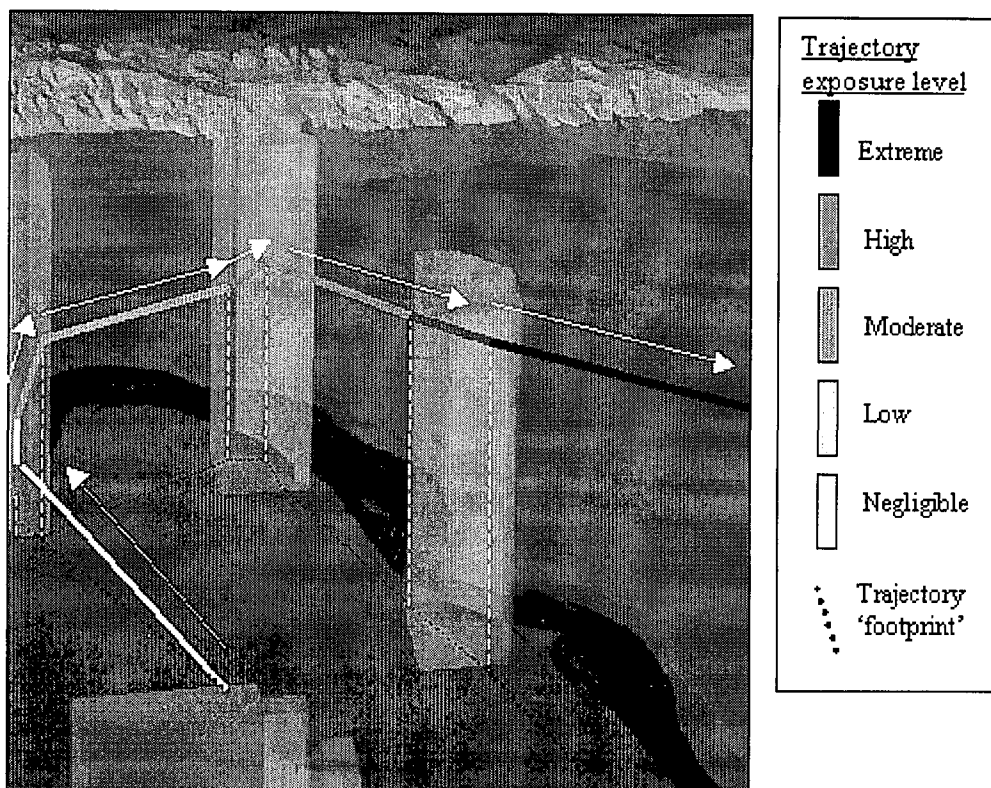 Trajectory
exposure level
Extreme
High
Moderate
Low
Negligible
Trajectory
‘footprint’